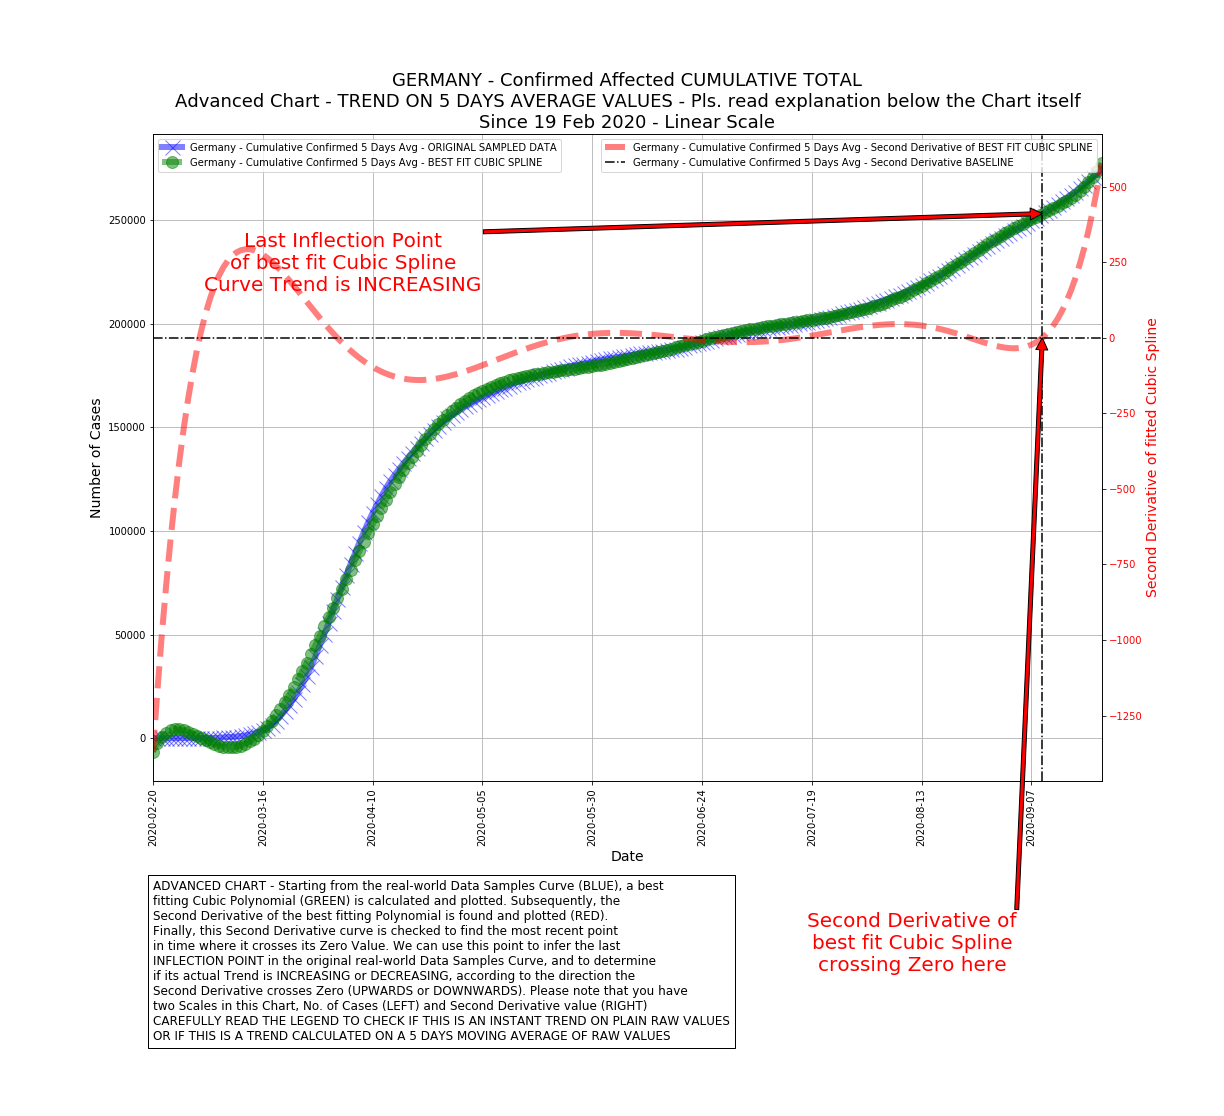 GERMANY - Confirmed Affected CUMULATIVE TOTAL
Advanced Chart - TREND ON 5 DAYS AVERAGE VALUES - Pls. read explanation below the Chart itself
Since 19 Feb 2020 - Linear Scale
Germany - Cumulative Confirmed 5 Days Avg - ORIGINAL SAMPLED DATA
Germany - Cumulative Confirmed 5 Days Avg - BEST FIT CUBIC SPLINE
Germany - Cumulative Confirmed 5 Days Avg - Second Derivative of BEST FIT CUBIC SPLINE
Germany - Cumulative Confirmed 5 Days Avg - Second Derivative BASELINE
Last Inflection Point
of best fit Cubic Spline
Curve Trend is INCREASING
Number of Cases
250000
200000
150000
100000
50000
0
500
250
0
−250
−500
−750
−1000
−1250
Second Derivative of fitted Cubic Spline
2020-02-20
2020-03-16
2020-04-10
2020-05-05
2020-05-30
2020-06-24
2020-07-19
2020-08-13
2020-09-07
Date
ADVANCED CHART - Starting from the real-world Data Samples Curve (BLUE), a best
fitting Cubic Polynomial (GREEN) is calculated and plotted. Subsequently, the
Second Derivative of the best fitting Polynomial is found and plotted (RED).
Finally, this Second Derivative curve is checked to find the most recent point
in time where it crosses its Zero Value. We can use this point to infer the last
INFLECTION POINT in the original real-world Data Samples Curve, and to determine
if its actual Trend is INCREASING or DECREASING, according to the direction the
Second Derivative crosses Zero (UPWARDS or DOWNWARDS). Please note that you have
two Scales in this Chart, No. of Cases (LEFT) and Second Derivative value (RIGHT)
CAREFULLY READ THE LEGEND TO CHECK IF THIS IS AN INSTANT TREND ON PLAIN RAW VALUES
OR IF THIS IS A TREND CALCULATED ON A 5 DAYS MOVING AVERAGE OF RAW VALUES
Second Derivative of
best fit Cubic Spline
crossing Zero here